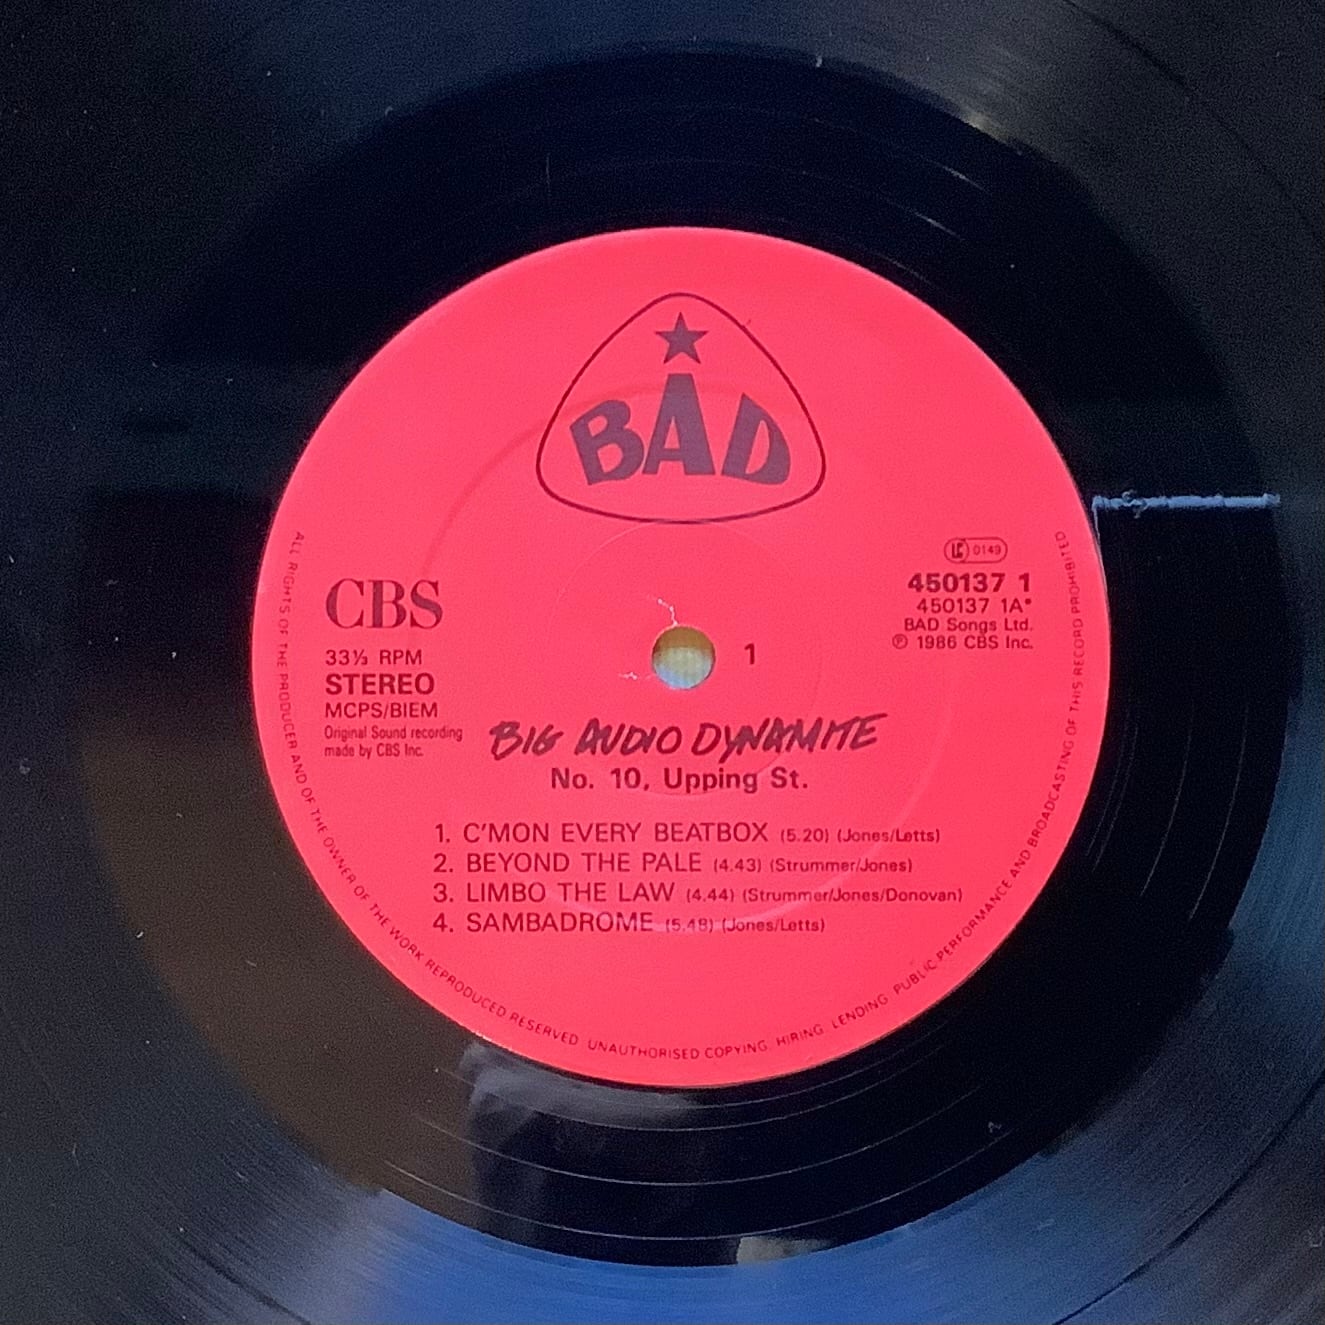 BAD
LC 0149
CBS
450137 1
450137 1A*
BAD Songs Ltd.
℗ 1986 CBS Inc.
33⅓ RPM
STEREO
MCPS/BIEM
Original Sound recording
made by CBS Inc.
1
BIG AUDIO DYNAMITE
No. 10, Upping St.
1. C'MON EVERY BEATBOX (5.20) (Jones/Letts)
2. BEYOND THE PALE (4.43) (Strummer/Jones)
3. LIMBO THE LAW (4.44) (Strummer/Jones/Donovan)
4. SAMBADROME (5.48) (Jones/Letts)
ALL RIGHTS OF THE PRODUCER AND OF THE OWNER OF THE WORK REPRODUCED RESERVED. UNAUTHORISED COPYING, HIRING, LENDING, PUBLIC PERFORMANCE AND BROADCASTING OF THIS RECORD PROHIBITED